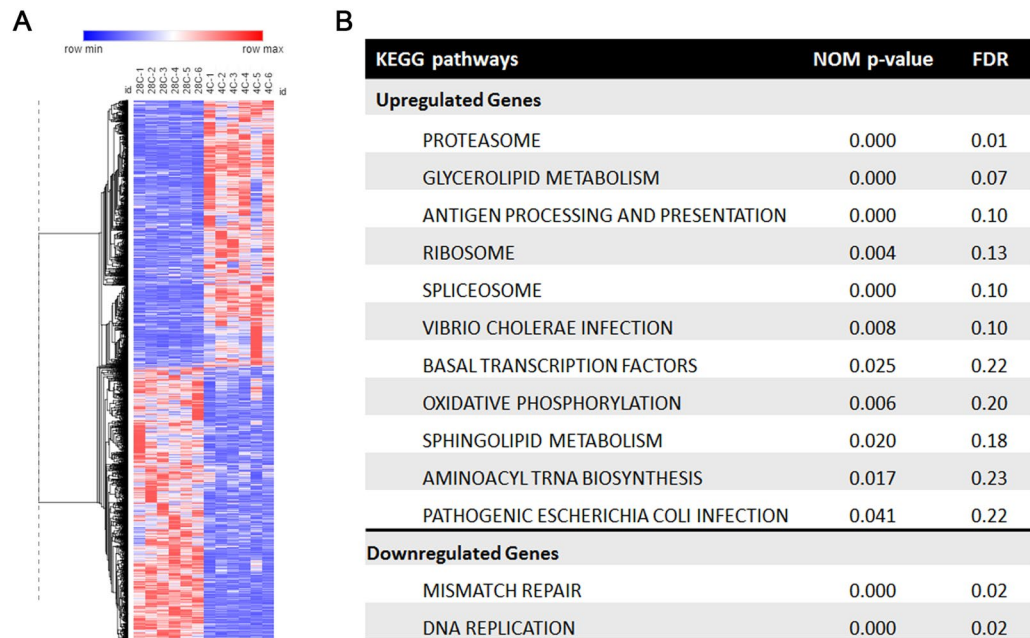 A
row min row max
id 28C-1 28C-2 28C-3 28C-4 28C-5 28C-6 4C-1 4C-2 4C-3 4C-4 4C-5 4C-6 id
B
KEGG pathways NOM p-value FDR
Upregulated Genes
PROTEASOME 0.000 0.01
GLYCEROLIPID METABOLISM 0.000 0.07
ANTIGEN PROCESSING AND PRESENTATION 0.000 0.10
RIBOSOME 0.004 0.13
SPLICEOSOME 0.000 0.10
VIBRIO CHOLERAE INFECTION 0.008 0.10
BASAL TRANSCRIPTION FACTORS 0.025 0.22
OXIDATIVE PHOSPHORYLATION 0.006 0.20
SPHINGOLIPID METABOLISM 0.020 0.18
AMINOACYL TRNA BIOSYNTHESIS 0.017 0.23
PATHOGENIC ESCHERICHIA COLI INFECTION 0.041 0.22
Downregulated Genes
MISMATCH REPAIR 0.000 0.02
DNA REPLICATION 0.000 0.02